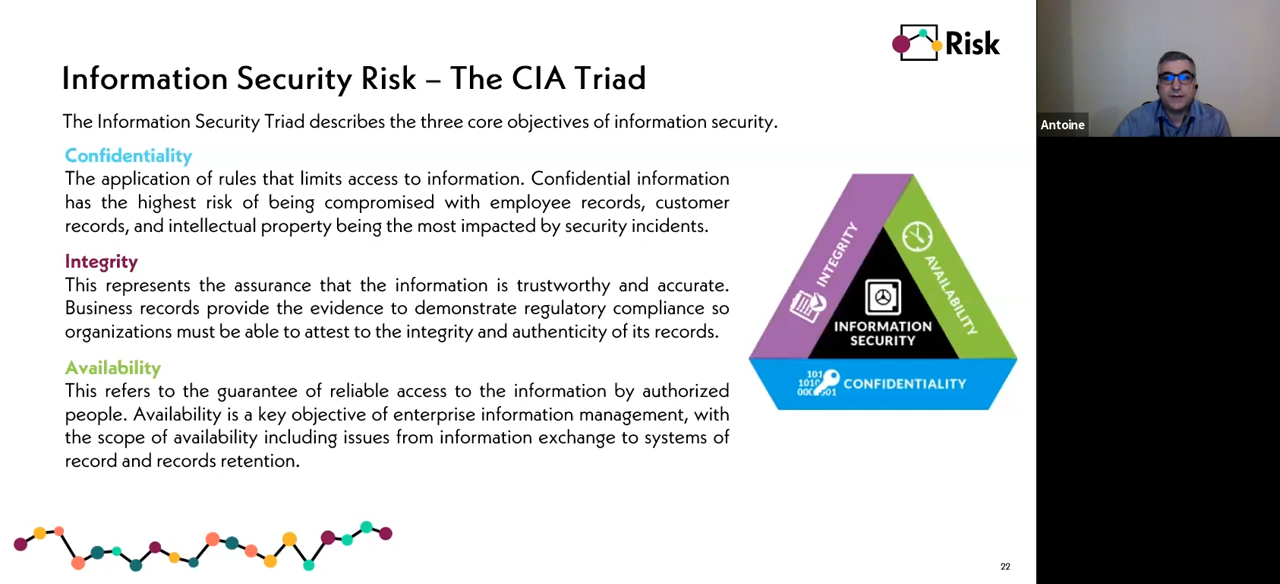 Risk
Information Security Risk – The CIA Triad
The Information Security Triad describes the three core objectives of information security.
Confidentiality
The application of rules that limits access to information. Confidential information
has the highest risk of being compromised with employee records, customer
records, and intellectual property being the most impacted by security incidents.
Integrity
This represents the assurance that the information is trustworthy and accurate.
Business records provide the evidence to demonstrate regulatory compliance so
organizations must be able to attest to the integrity and authenticity of its records.
Availability
This refers to the guarantee of reliable access to the information by authorized
people. Availability is a key objective of enterprise information management, with
the scope of availability including issues from information exchange to systems of
record and records retention.
INTEGRITY
AVAILABILITY
INFORMATION
SECURITY
101
CONFIDENTIALITY
22
Antoine